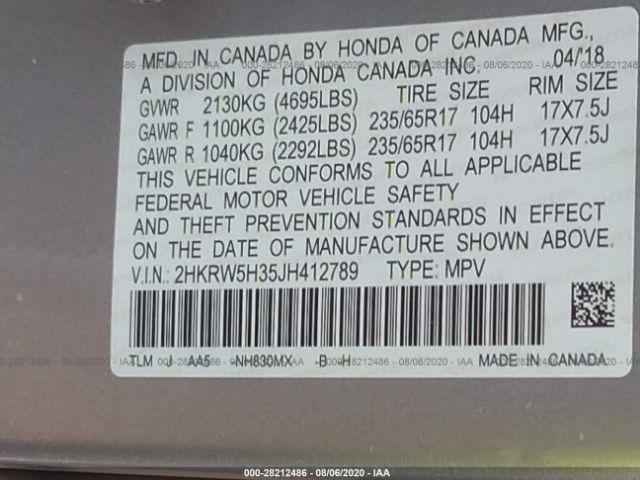 MFD. IN CANADA BY HONDA OF CANADA MFG.,
A DIVISION OF HONDA CANADA INC. 04/18
GVWR 2130KG (4695LBS) TIRE SIZE RIM SIZE
GAWR F 1100KG (2425LBS) 235/65R17 104H 17X7.5J
GAWR R 1040KG (2292LBS) 235/65R17 104H 17X7.5J
THIS VEHICLE CONFORMS TO ALL APPLICABLE
FEDERAL MOTOR VEHICLE SAFETY
AND THEFT PREVENTION STANDARDS IN EFFECT
ON THE DATE OF MANUFACTURE SHOWN ABOVE.
V.I.N.: 2HKRW5H35JH412789 TYPE: MPV
TLM J AA5 NH830MX B H MADE IN CANADA
000-28212486 - 08/06/2020 - IAA